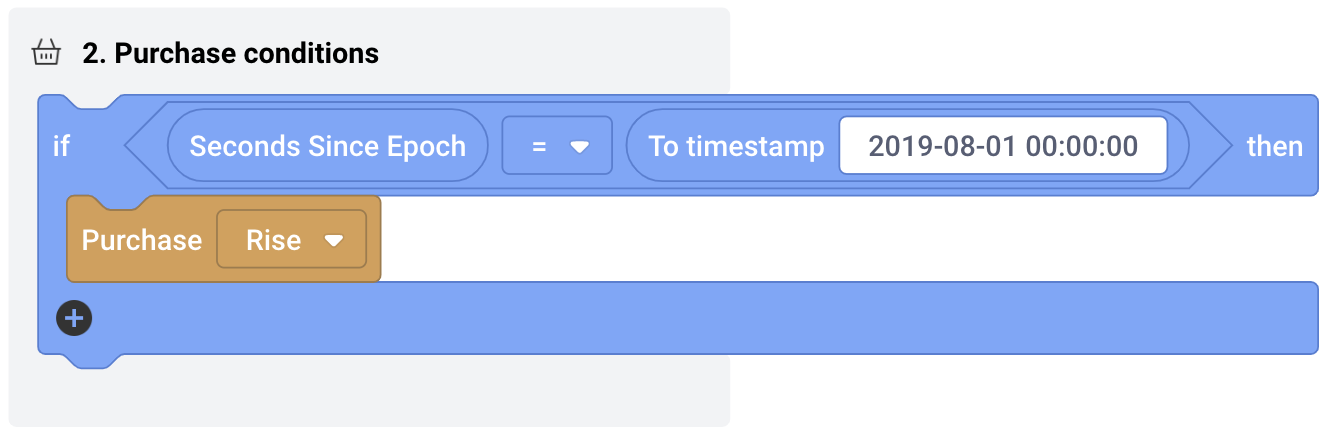 2. Purchase conditions
if Seconds Since Epoch = To timestamp 2019-08-01 00:00:00 then
Purchase Rise